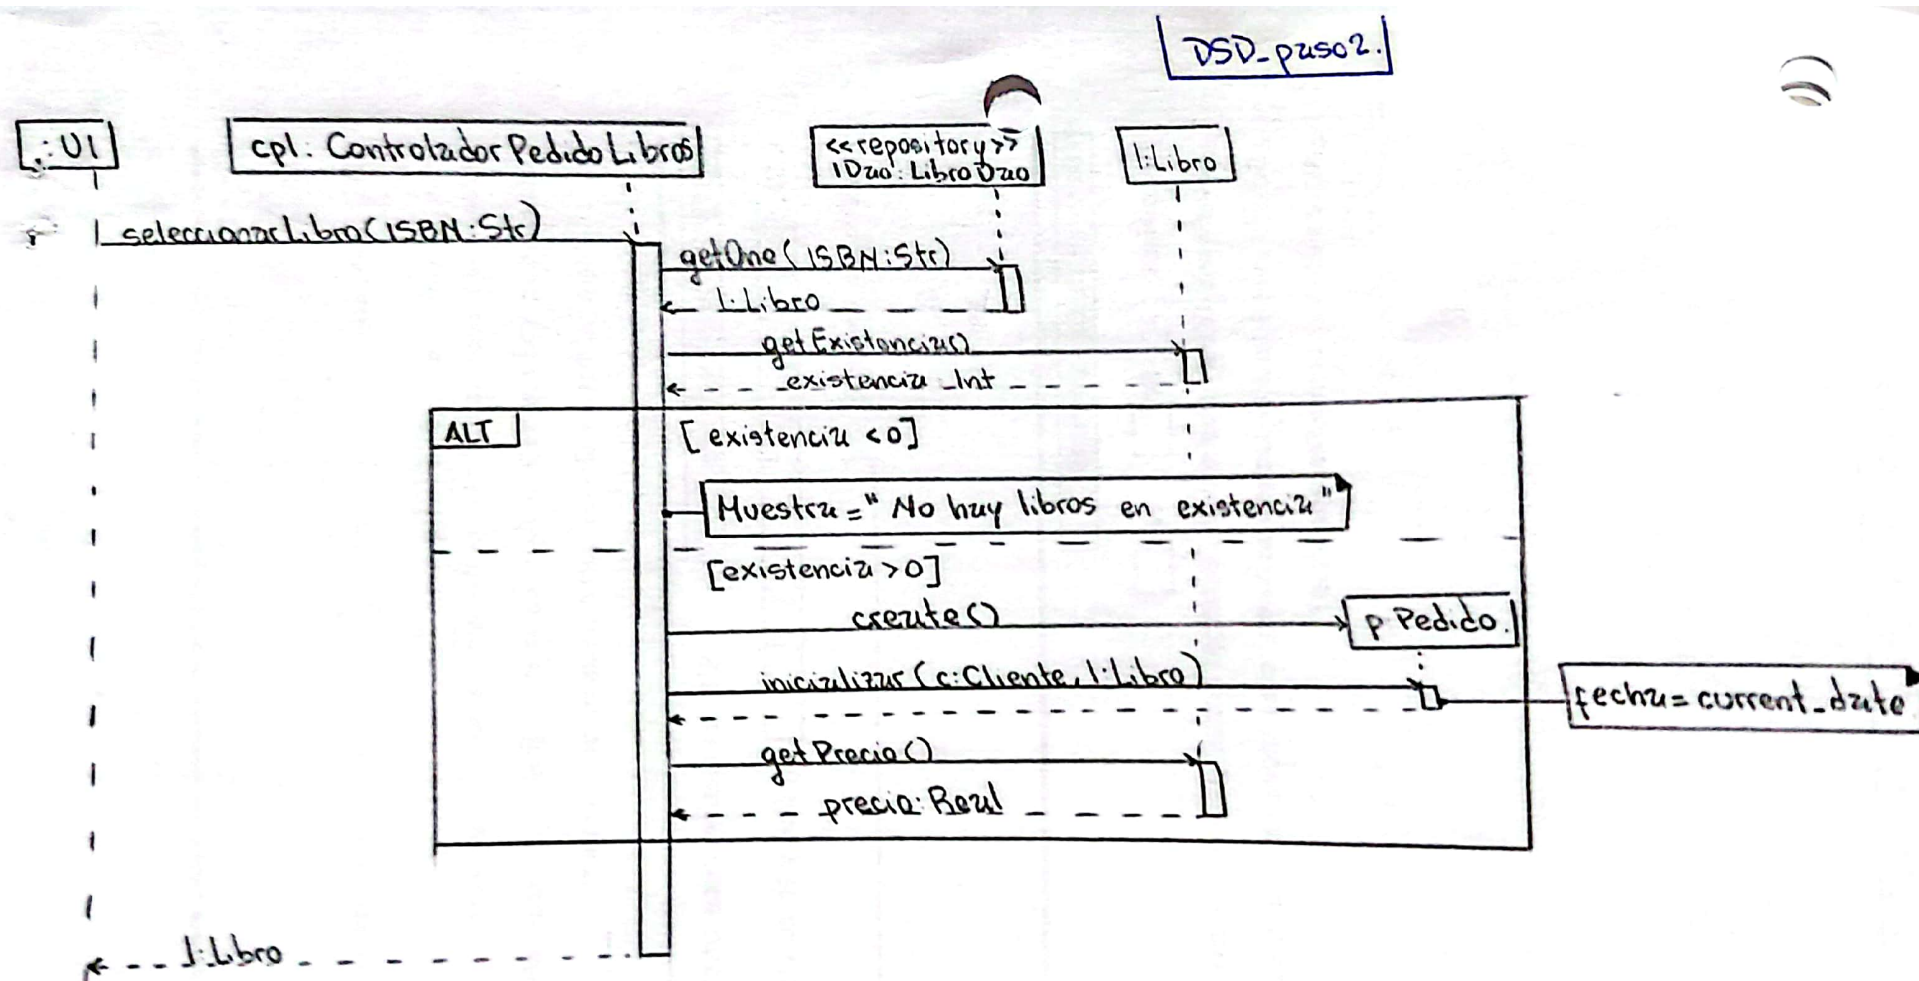 DSD_paso2.
:UI
cpl: ControladorPedidoLibros
<<repository>>
lDao: LibroDao
l:Libro
seleccionarLibro(ISBN:Str)
getOne(ISBN:Str)
l:Libro
getExistencia()
existencia Int
ALT
[existencia <0]
Muestra="No hay libros en existencia"
[existencia >0]
create()
p Pedido.
inicializar(c:Cliente, l:Libro)
fecha=current_date
getPrecio()
precio:Real
l:Libro